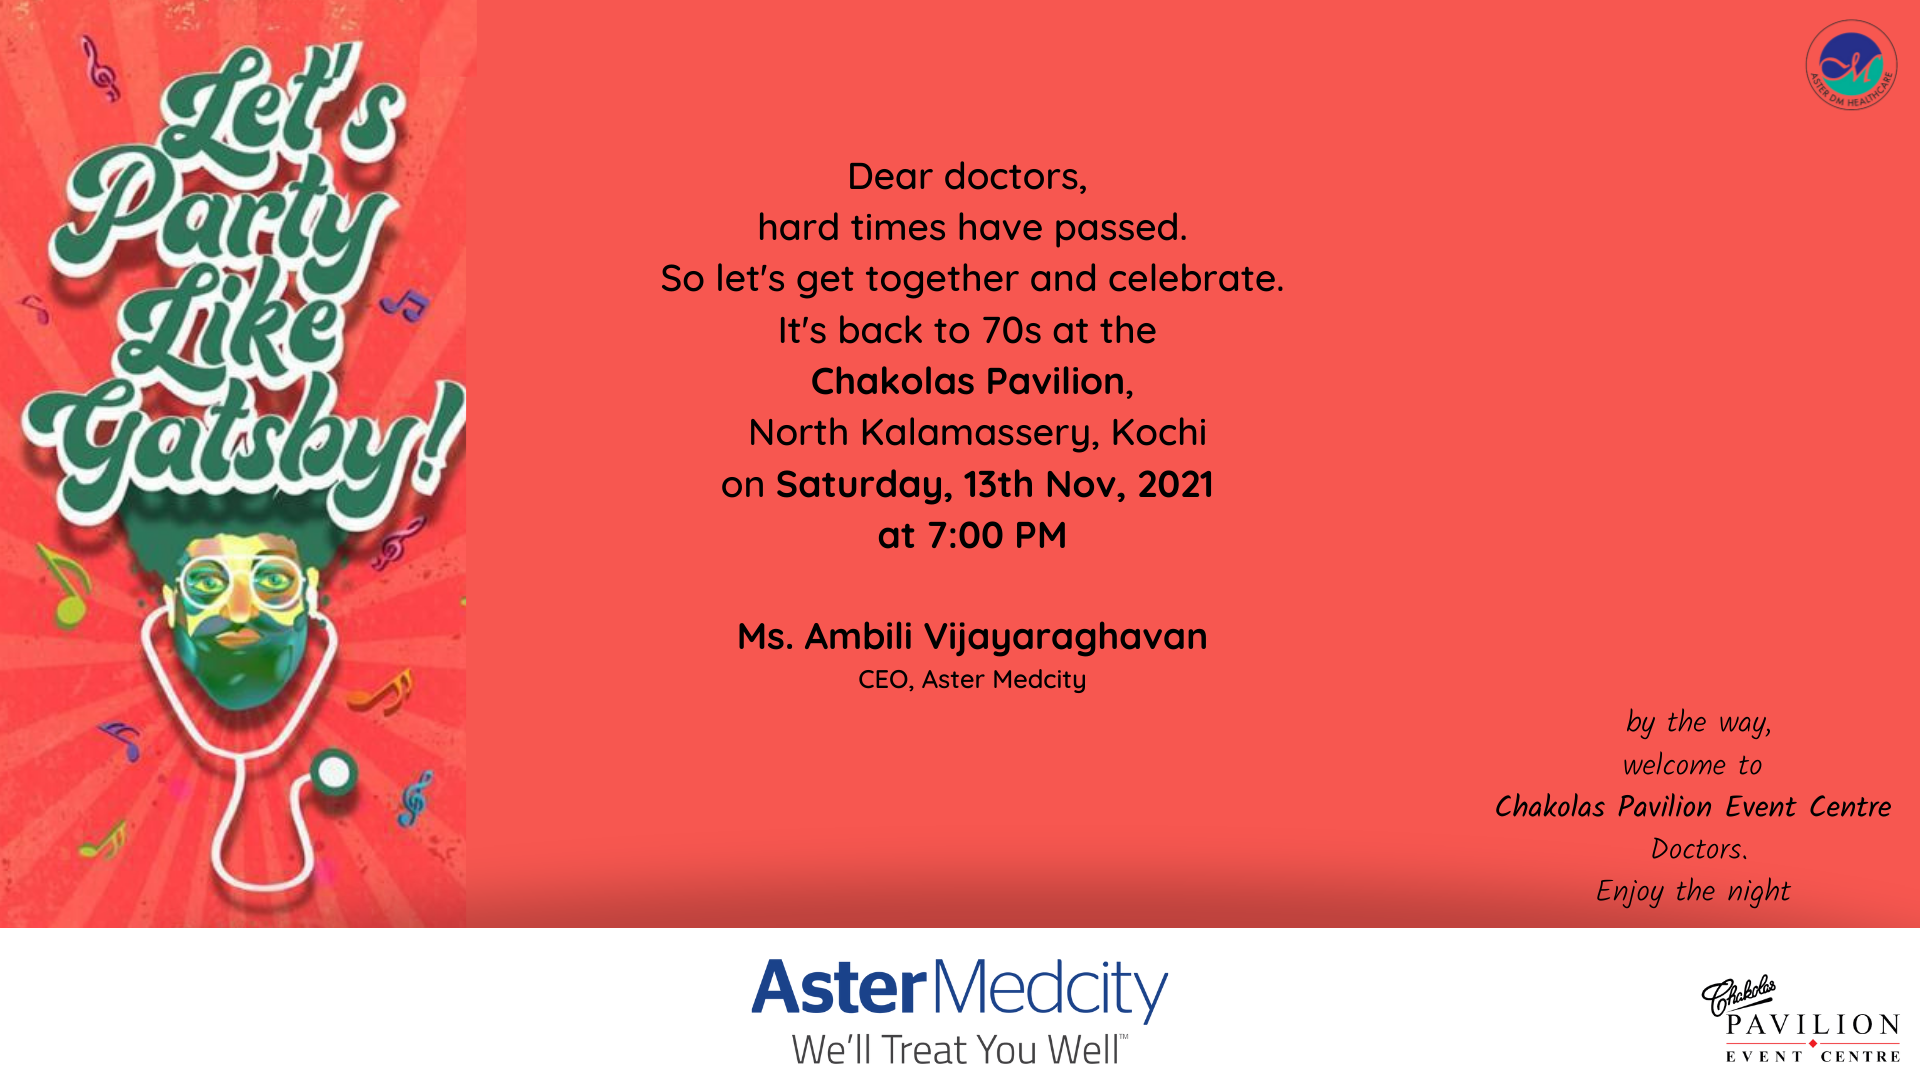 Let's
Party
Like
Gatsby!
ASTER DM HEALTHCARE
Dear doctors,
hard times have passed.
So let's get together and celebrate.
It's back to 70s at the
Chakolas Pavilion,
North Kalamassery, Kochi
on Saturday, 13th Nov, 2021
at 7:00 PM
Ms. Ambili Vijayaraghavan
CEO, Aster Medcity
by the way,
welcome to
Chakolas Pavilion Event Centre
Doctors.
Enjoy the night
Aster Medcity
We'll Treat You Well™
Chakolas
PAVILION
EVENT CENTRE